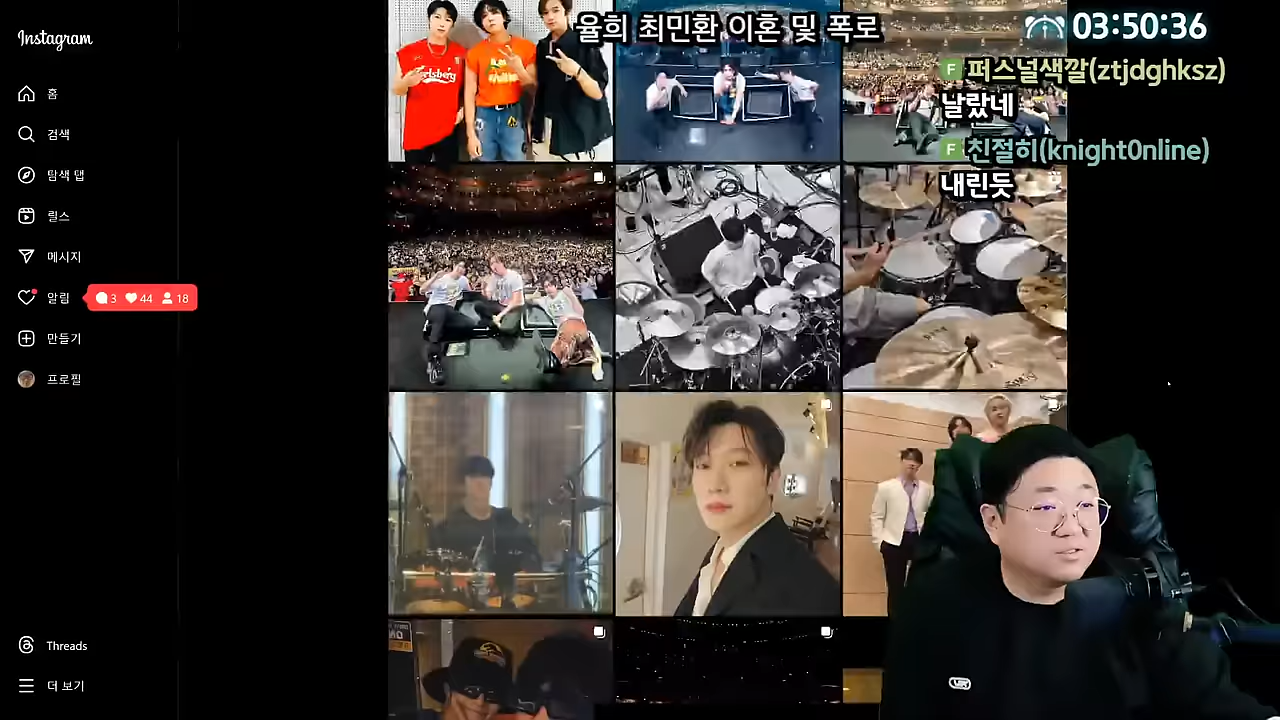 Instagram
홈
검색
탐색 탭
릴스
메시지
알림
3 44 18
만들기
프로필
Threads
더 보기
율희 최민환 이혼 및 폭로
03:50:36
F 퍼스널색깔(ztjdghksz)
날랐네
F 친절히(knight0nline)
내린듯
Carlsberg